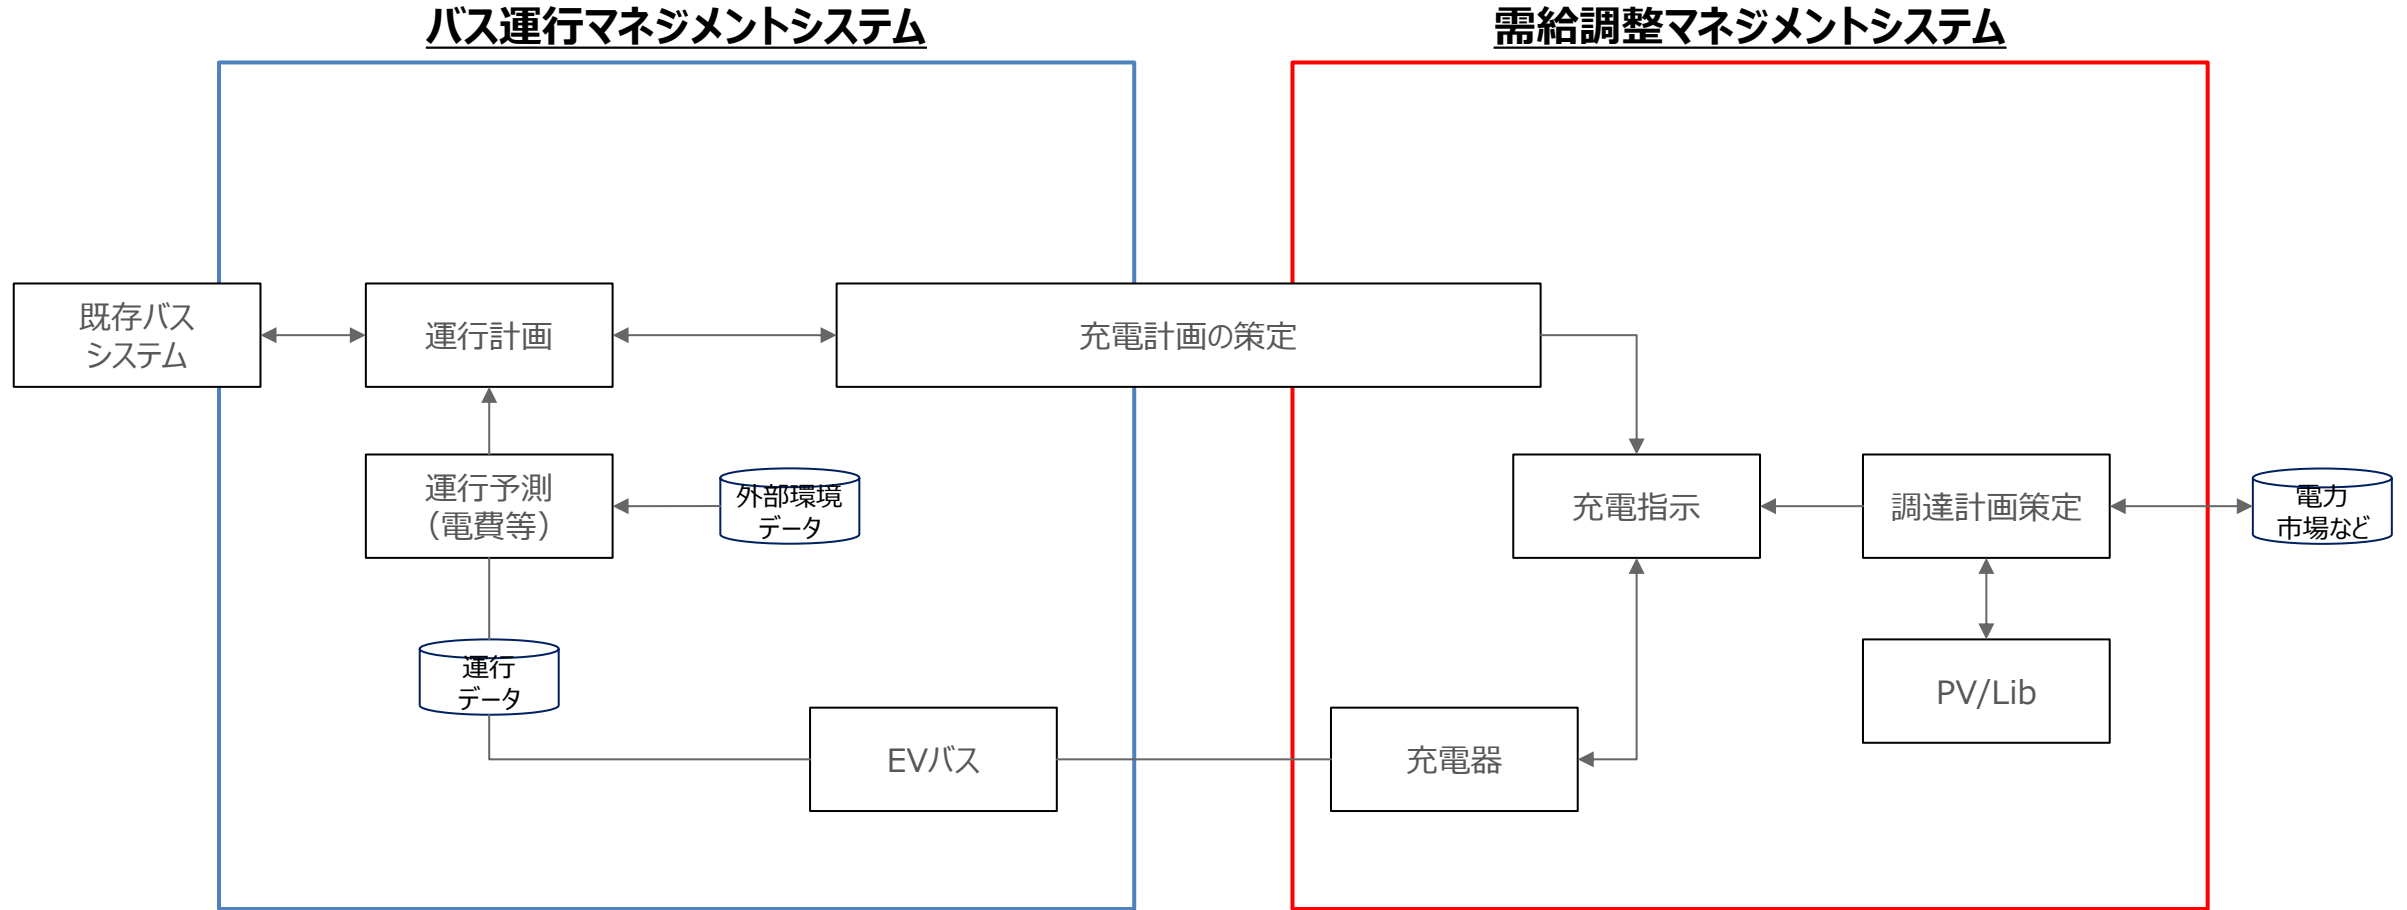 バス運行マネジメントシステム
需給調整マネジメントシステム
既存バス
システム
運行計画
充電計画の策定
運行予測
（電費等）
外部環境
データ
充電指示
調達計画策定
電力
市場など
運行
データ
PV/Lib
EVバス
充電器